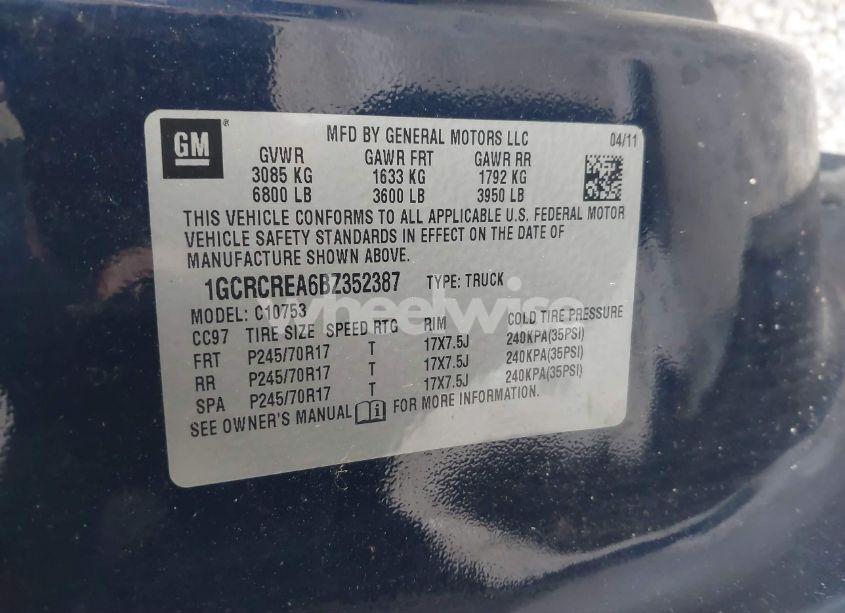 GM®
MFD BY GENERAL MOTORS LLC 04/11
GVWR GAWR FRT GAWR RR
3085 KG 1633 KG 1792 KG
6800 LB 3600 LB 3950 LB
THIS VEHICLE CONFORMS TO ALL APPLICABLE U.S. FEDERAL MOTOR
VEHICLE SAFETY STANDARDS IN EFFECT ON THE DATE OF
MANUFACTURE SHOWN ABOVE.
1GCRCREA6BZ352387 TYPE: TRUCK
wheelwise
MODEL: C10753
CC97 TIRE SIZE SPEED RTG RIM COLD TIRE PRESSURE
FRT P245/70R17 T 17X7.5J 240KPA(35PSI)
RR P245/70R17 T 17X7.5J 240KPA(35PSI)
SPA P245/70R17 T 17X7.5J 240KPA(35PSI)
SEE OWNER'S MANUAL FOR MORE INFORMATION.